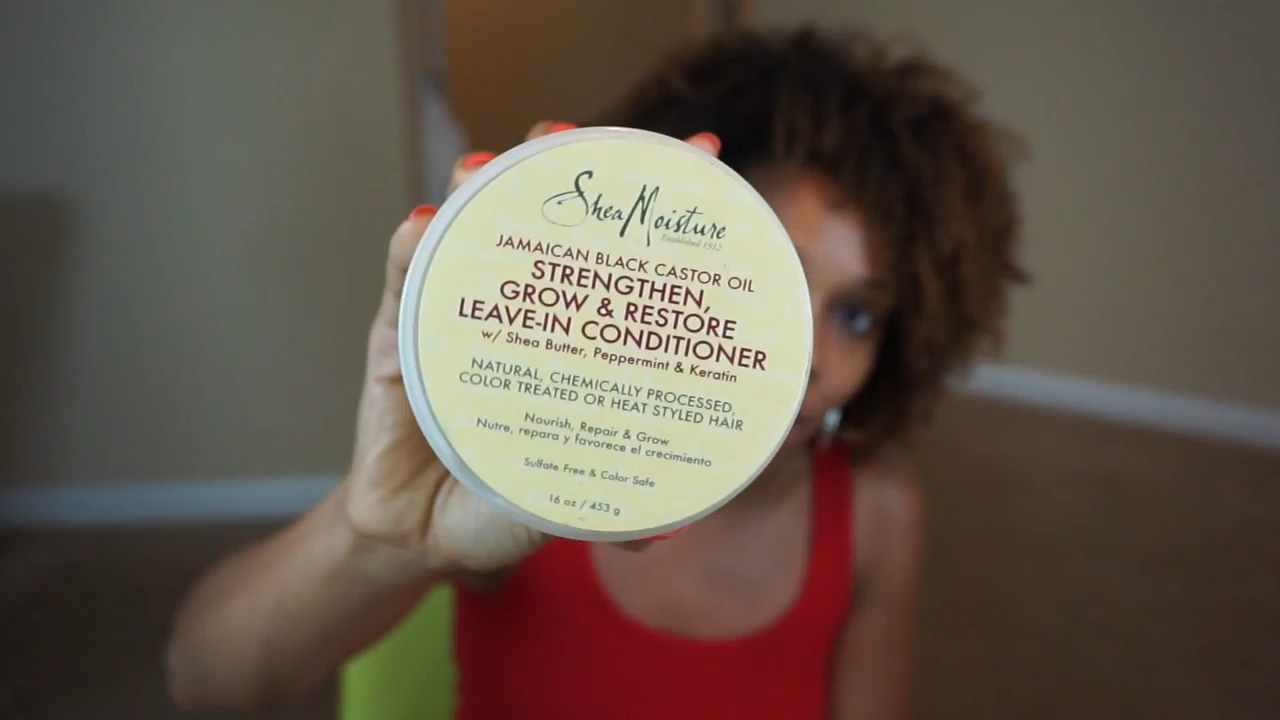 SheaMoisture
Established 1912
JAMAICAN BLACK CASTOR OIL
STRENGTHEN,
GROW & RESTORE
LEAVE-IN CONDITIONER
w/ Shea Butter, Peppermint & Keratin
NATURAL, CHEMICALLY PROCESSED,
COLOR TREATED OR HEAT STYLED HAIR
Nourish, Repair & Grow
Nutre, repara y favorece el crecimiento
Sulfate Free & Color Safe
16 oz / 453 g